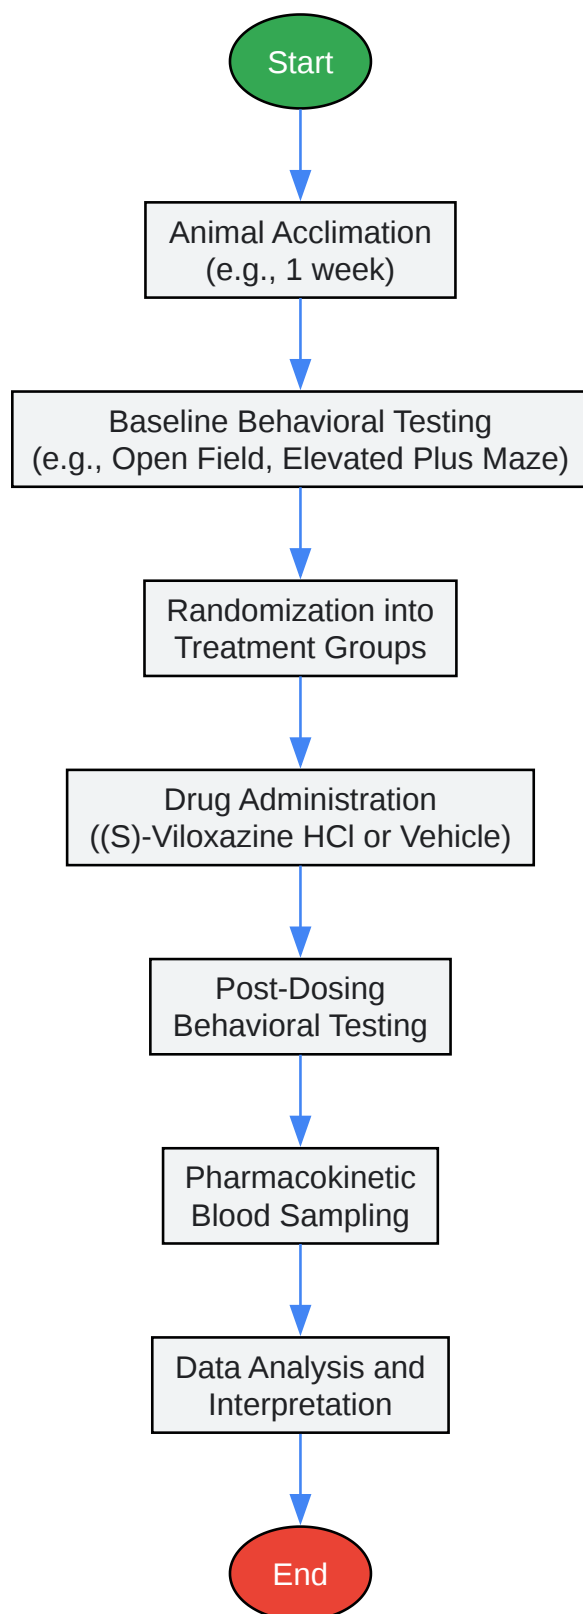 Start
Animal Acclimation
(e.g., 1 week)
Baseline Behavioral Testing
(e.g., Open Field, Elevated Plus Maze)
Randomization into
Treatment Groups
Drug Administration
((S)-Viloxazine HCl or Vehicle)
Post-Dosing
Behavioral Testing
Pharmacokinetic
Blood Sampling
Data Analysis and
Interpretation
End